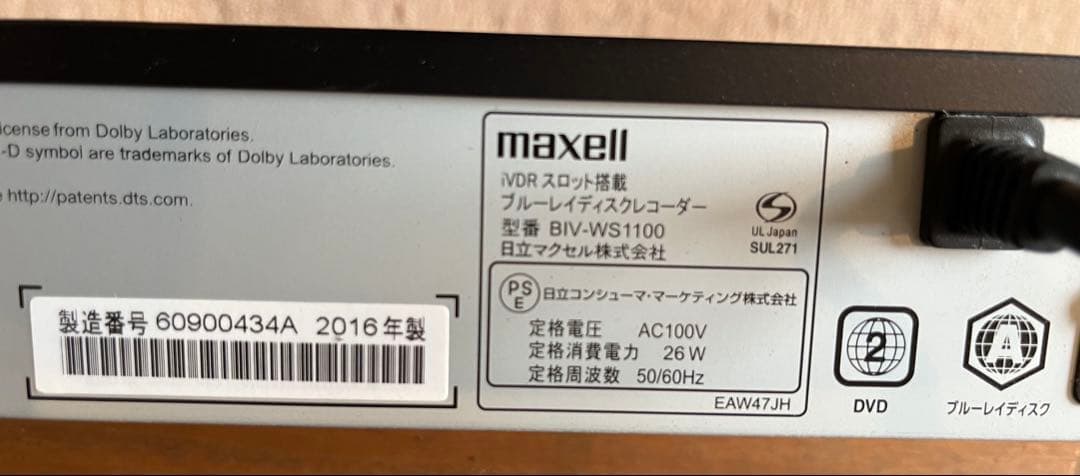 icense from Dolby Laboratories.
-D symbol are trademarks of Dolby Laboratories.
http://patents.dts.com.
製造番号 60900434A 2016年製
maxell
iVDR スロット搭載
ブルーレイディスクレコーダー
型番 BIV-WS1100
日立マクセル株式会社
S
UL Japan
SUL271
PS
E
日立コンシューマ・マーケティング株式会社
定格電圧 AC100V
定格消費電力 26W
定格周波数 50/60Hz
EAW47JH
2
DVD
A
ブルーレイディスク